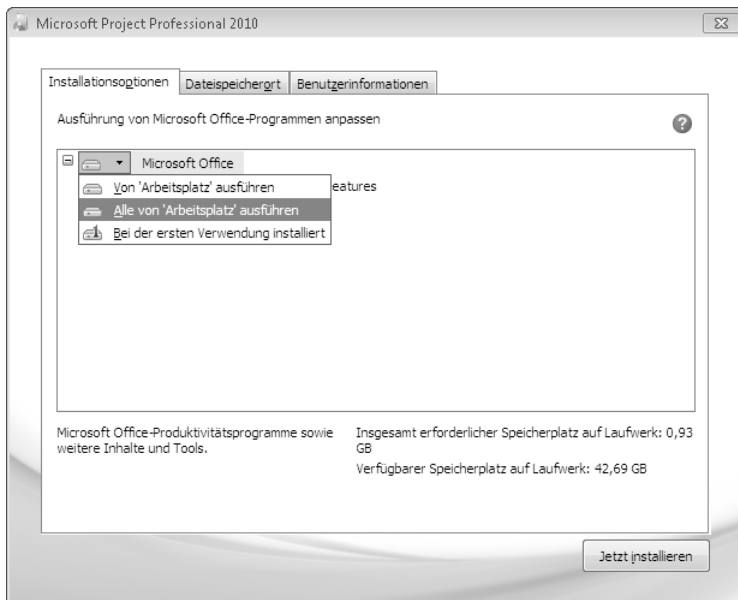 Microsoft Project Professional 2010
Installationsoptionen Dateispeicherort Benutzerinformationen
Ausführung von Microsoft Office-Programmen anpassen
Microsoft Office
Von 'Arbeitsplatz' ausführen
eatures
Alle von 'Arbeitsplatz' ausführen
Bei der ersten Verwendung installiert
Microsoft Office-Produktivitätsprogramme sowie
weitere Inhalte und Tools.
Insgesamt erforderlicher Speicherplatz auf Laufwerk: 0,93
GB
Verfügbarer Speicherplatz auf Laufwerk: 42,69 GB
Jetzt installieren